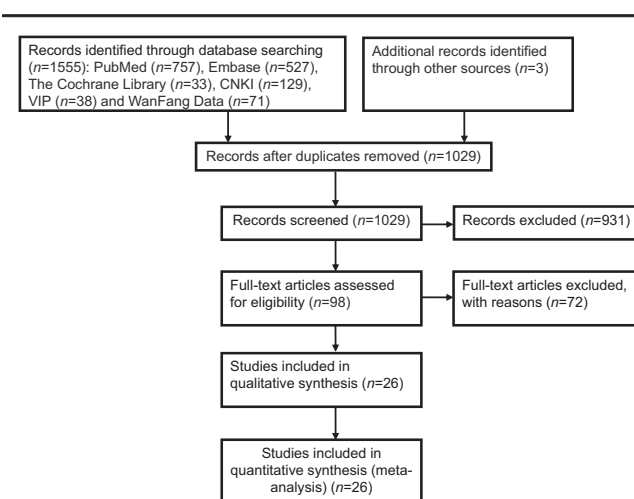 Records identified through database searching
(n=1555): PubMed (n=757), Embase (n=527),
The Cochrane Library (n=33), CNKI (n=129),
VIP (n=38) and WanFang Data (n=71)
Additional records identified
through other sources (n=3)
Records after duplicates removed (n=1029)
Records screened (n=1029)
Records excluded (n=931)
Full-text articles assessed
for eligibility (n=98)
Full-text articles excluded,
with reasons (n=72)
Studies included in
qualitative synthesis (n=26)
Studies included in
quantitative synthesis (meta-
analysis) (n=26)